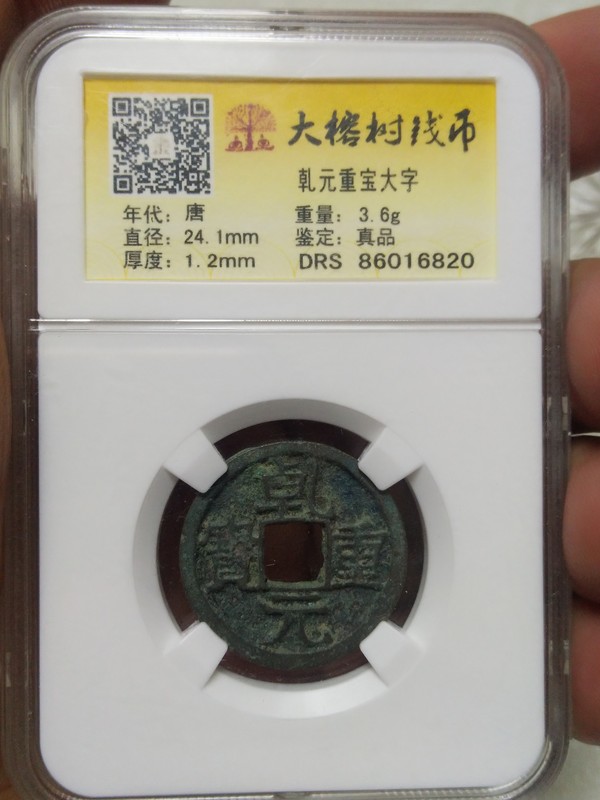 大榕树钱币
乹元重宝大字
年代：唐 重量：3.6g
直径：24.1mm 鉴定：真品
厚度：1.2mm DRS 86016820
乹
寶 重
元